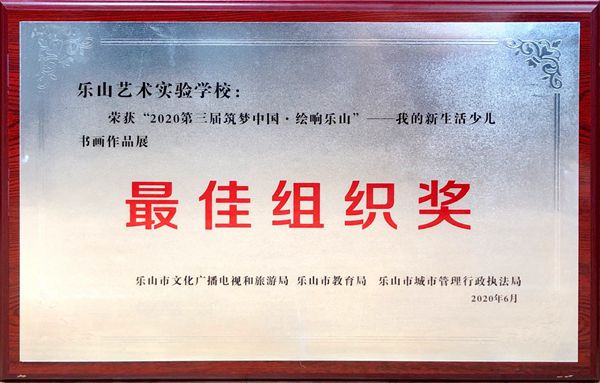 乐山艺术实验学校：
荣获“2020第三届筑梦中国·绘响乐山”——我的新生活少儿
书画作品展
最佳组织奖
乐山市文化广播电视和旅游局 乐山市教育局 乐山市城市管理行政执法局
2020年6月